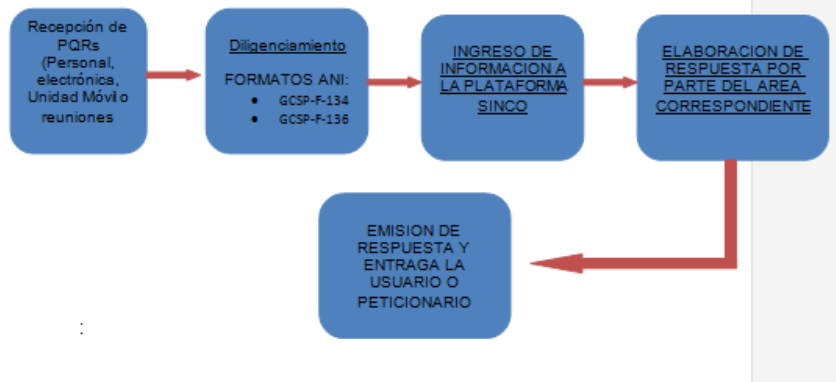 Recepción de
PQRs
(Personal,
electrónica,
Unidad Móvil o
reuniones
Diligenciamiento
FORMATOS ANI:
• GCSP-F-134
• GCSP-F-136
INGRESO DE
INFORMACION A
LA PLATAFORMA
SINCO
ELABORACION DE
RESPUESTA POR
PARTE DEL AREA
CORRESPONDIENTE
EMISION DE
RESPUESTA Y
ENTRAGA LA
USUARIO O
PETICIONARIO
: